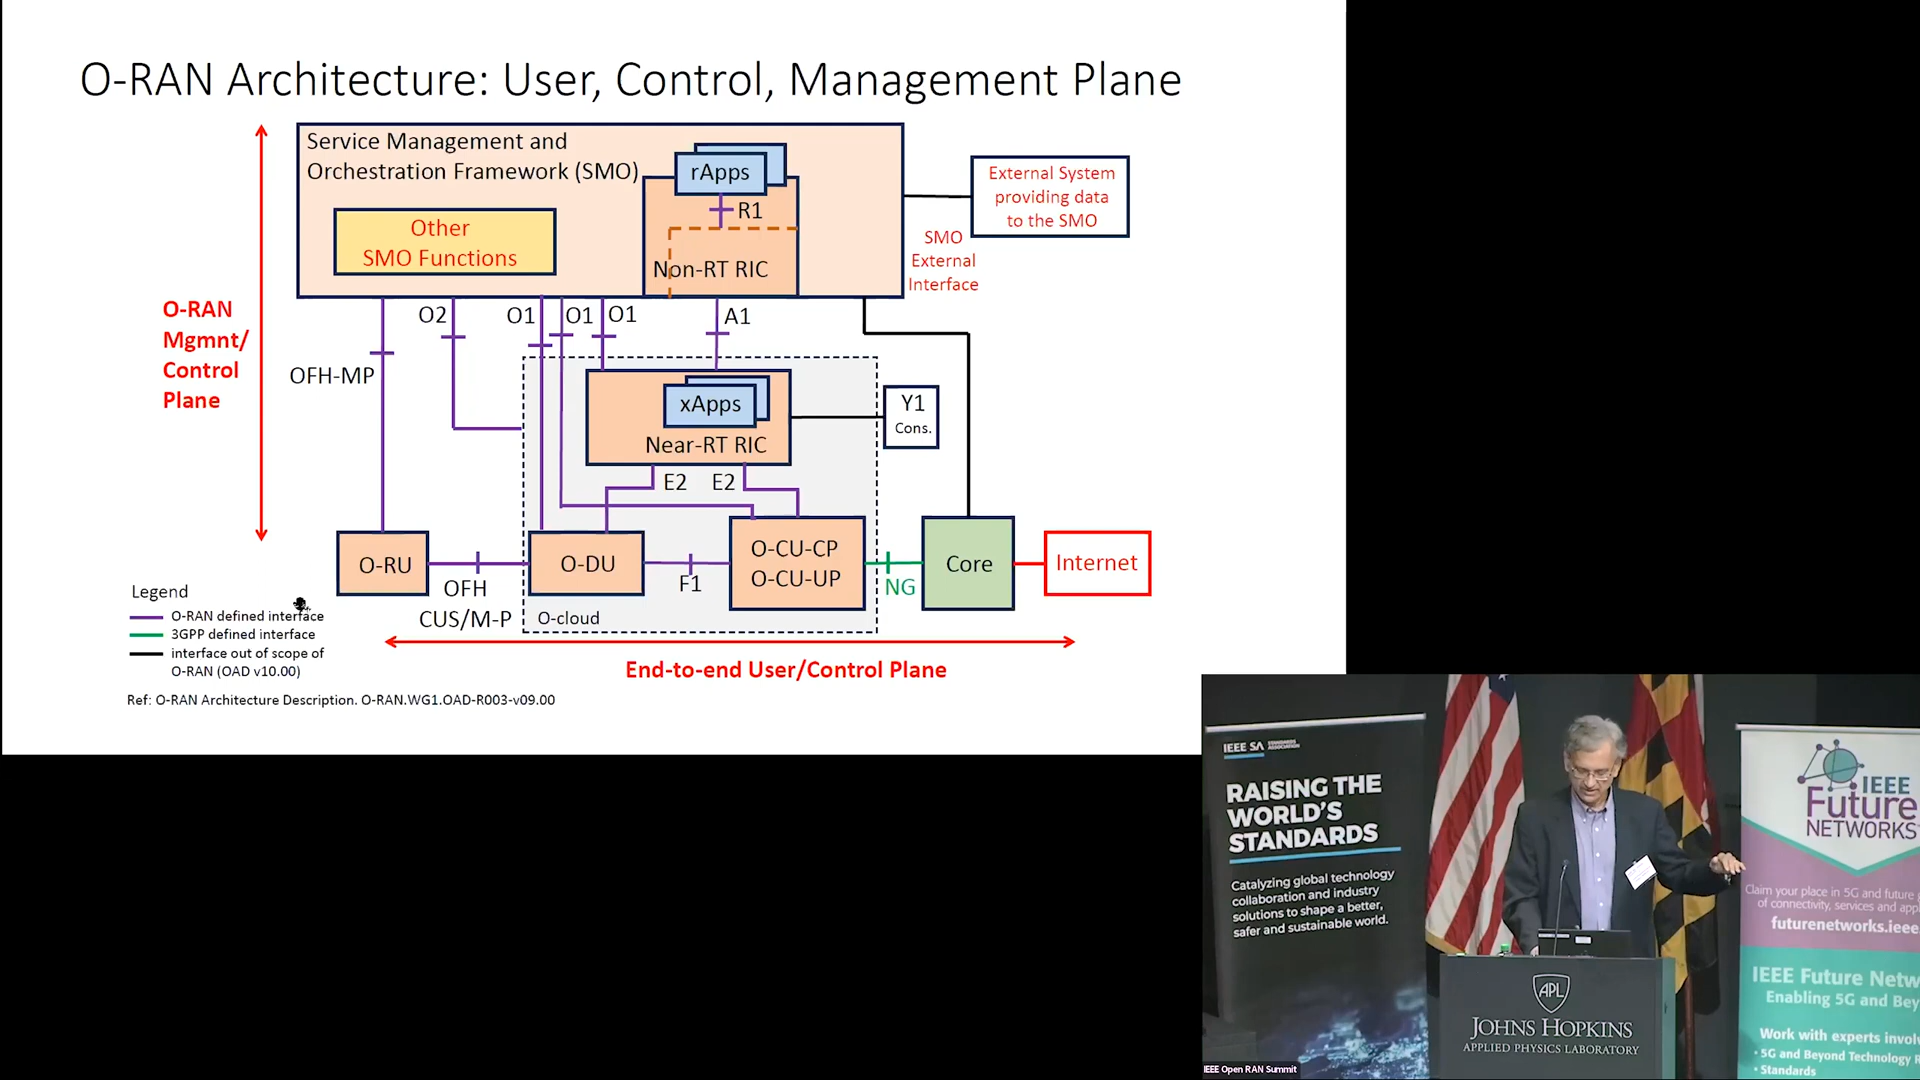 O-RAN Architecture: User, Control, Management Plane
Service Management and
Orchestration Framework (SMO)
rApps
R1
Other
SMO Functions
Non-RT RIC
External System
providing data
to the SMO
SMO
External
Interface
O-RAN
Mgmnt/
Control
Plane
OFH-MP
O2
O1
O1
O1
A1
xApps
Near-RT RIC
Y1
Cons.
E2
E2
O-RU
OFH
CUS/M-P
O-DU
F1
O-CU-CP
O-CU-UP
NG
Core
Internet
O-cloud
End-to-end User/Control Plane
Legend
O-RAN defined interface
3GPP defined interface
interface out of scope of
O-RAN (OAD v10.00)
Ref: O-RAN Architecture Description. O-RAN.WG1.OAD-R003-v09.00
IEEE SA STANDARDS
ASSOCIATION
RAISING THE
WORLD'S
STANDARDS
Catalyzing global technology
collaboration and industry
solutions to shape a better,
safer and sustainable world.
APL
JOHNS HOPKINS
APPLIED PHYSICS LABORATORY
IEEE
Future
NETWORKS
Claim your place in 5G and future
of connectivity, services and
futurenetworks.ieee
IEEE Future
Enabling 5G and
Work with experts
• 5G and Beyond Technology
• Standards
IEEE Open RAN Summit